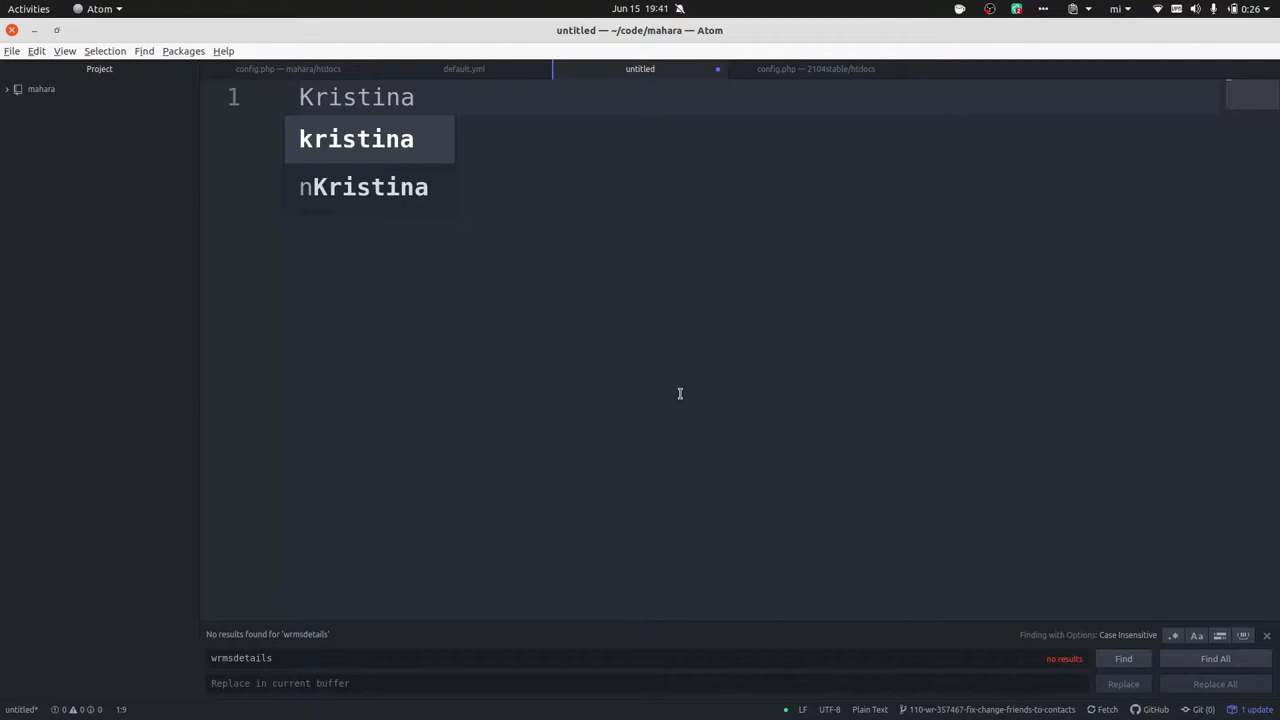 Activities Atom Jun 15 19:41 2 mi UPS 0:26
untitled — ~/code/mahara — Atom
File Edit View Selection Find Packages Help
Project config.php — mahara/htdocs default.yml untitled config.php — 2104stable/htdocs
mahara
1 Kristina
kristina
nKristina
No results found for 'wrmsdetails' Finding with Options: Case Insensitive .* Aa
wrmsdetails no results Find Find All
Replace in current buffer Replace Replace All
untitled* 0 0 0 1:9 LF UTF-8 Plain Text 110-wr-357467-fix-change-friends-to-contacts Fetch GitHub Git (0) 1 update